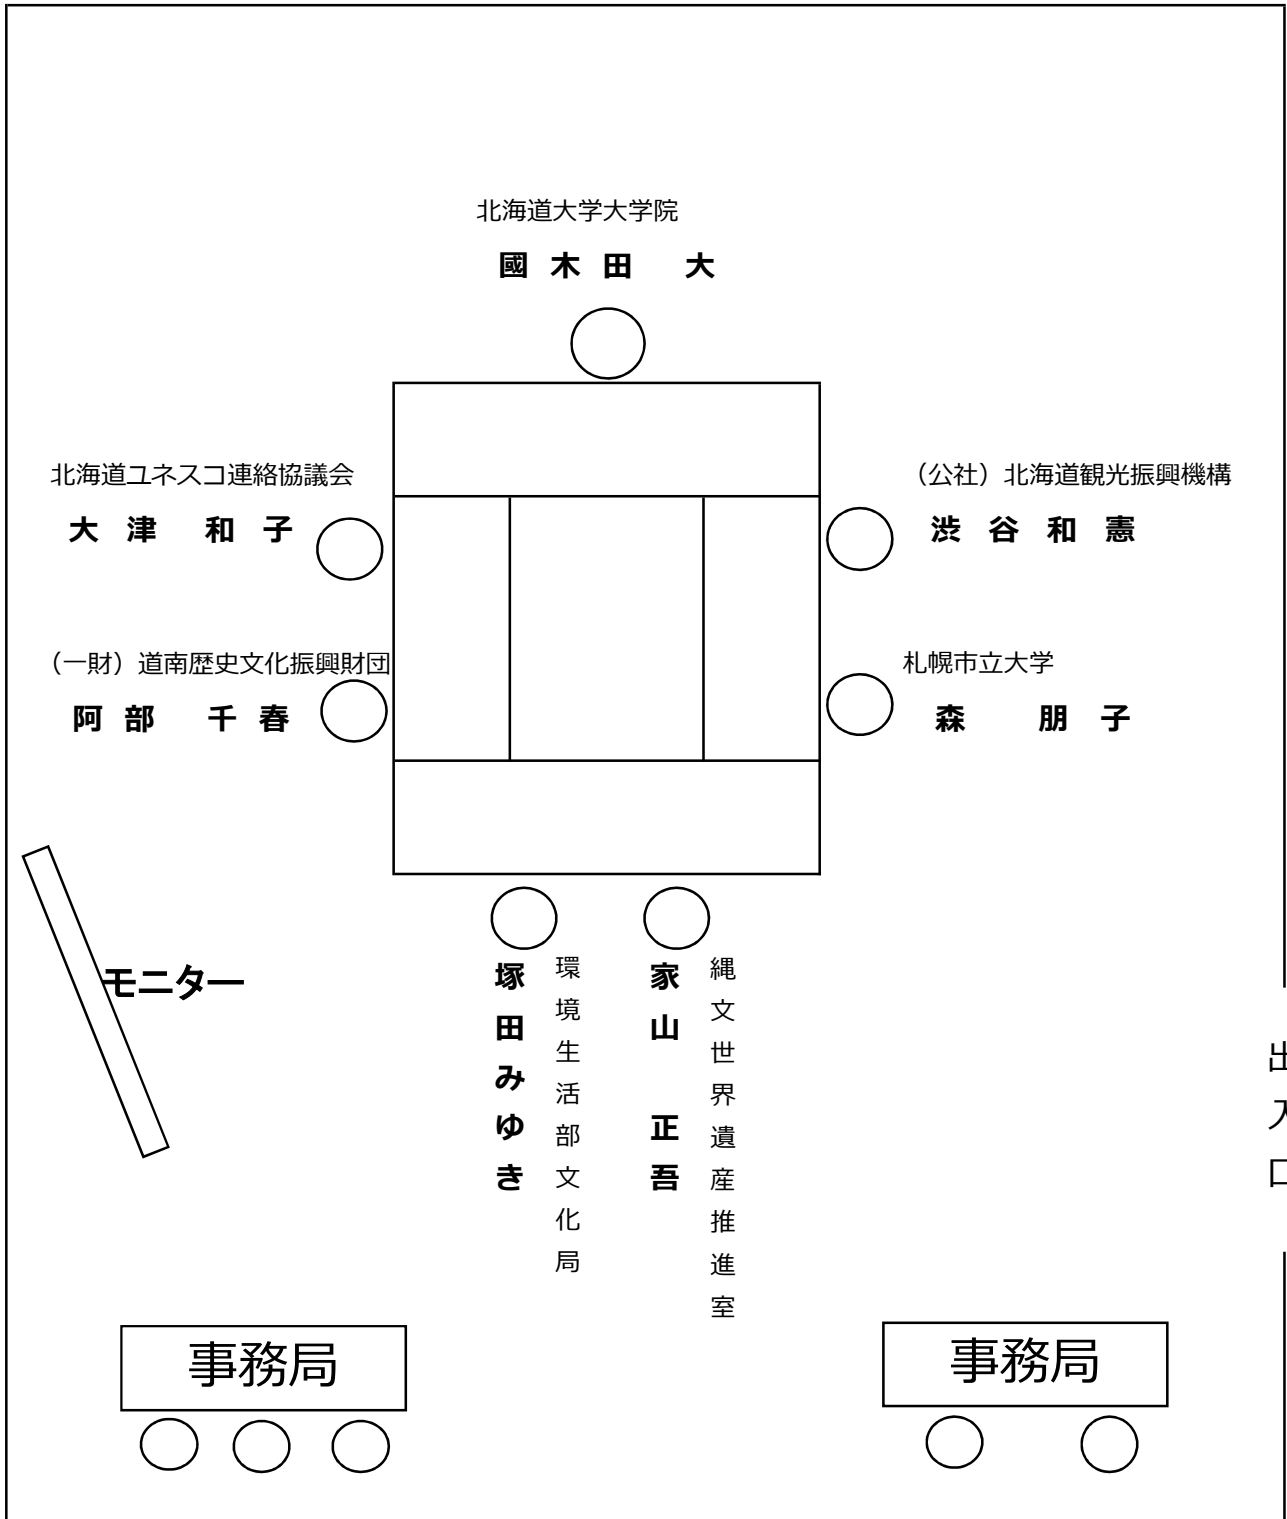 北海道大学大学院
國木田　大
北海道ユネスコ連絡協議会
大津　和子
（公社）北海道観光振興機構
渋谷和憲
（一財）道南歴史文化振興財団
阿部　千春
札幌市立大学
森　朋子
モニター
縄文世界遺産推進室
家山　正吾
環境生活部文化局
塚田みゆき
出入口
事務局
事務局